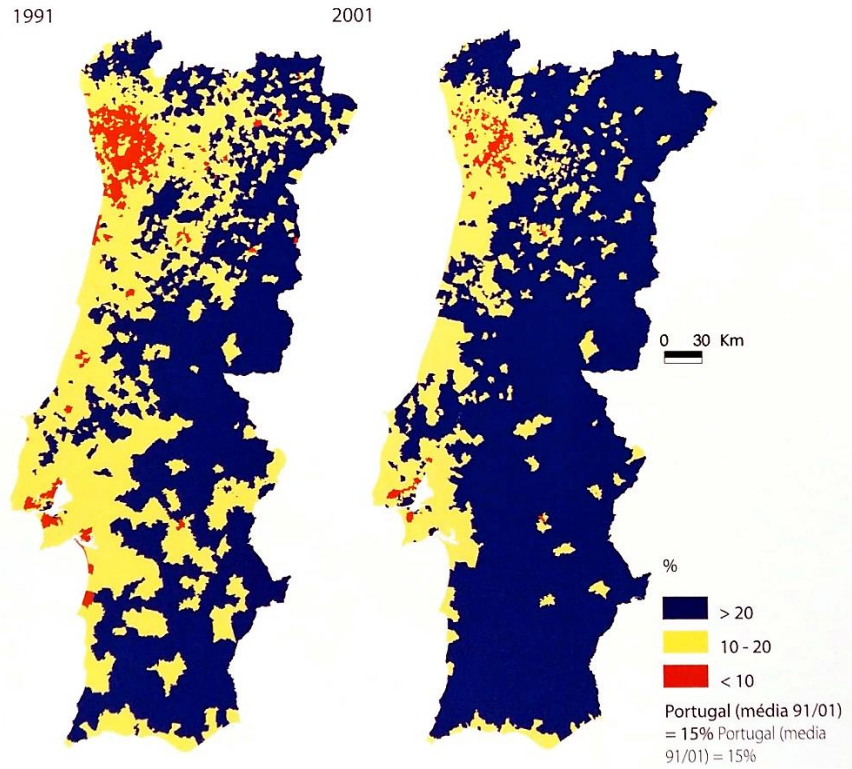 1991
2001
0 30 Km
%
> 20
10 - 20
< 10
Portugal (média 91/01)
= 15% Portugal (media
91/01) = 15%